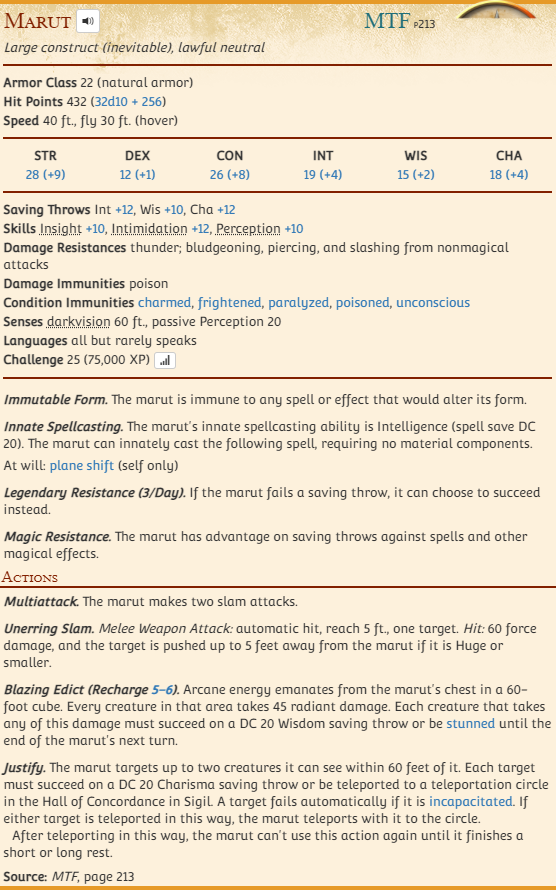 Marut MTF p213
Large construct (inevitable), lawful neutral
Armor Class 22 (natural armor)
Hit Points 432 (32d10 + 256)
Speed 40 ft., fly 30 ft. (hover)
STR DEX CON INT WIS CHA
28 (+9) 12 (+1) 26 (+8) 19 (+4) 15 (+2) 18 (+4)
Saving Throws Int +12, Wis +10, Cha +12
Skills Insight +10, Intimidation +12, Perception +10
Damage Resistances thunder; bludgeoning, piercing, and slashing from nonmagical
attacks
Damage Immunities poison
Condition Immunities charmed, frightened, paralyzed, poisoned, unconscious
Senses darkvision 60 ft., passive Perception 20
Languages all but rarely speaks
Challenge 25 (75,000 XP)
Immutable Form. The marut is immune to any spell or effect that would alter its form.
Innate Spellcasting. The marut's innate spellcasting ability is Intelligence (spell save DC
20). The marut can innately cast the following spell, requiring no material components.
At will: plane shift (self only)
Legendary Resistance (3/Day). If the marut fails a saving throw, it can choose to succeed
instead.
Magic Resistance. The marut has advantage on saving throws against spells and other
magical effects.
Actions
Multiattack. The marut makes two slam attacks.
Unerring Slam. Melee Weapon Attack: automatic hit, reach 5 ft., one target. Hit: 60 force
damage, and the target is pushed up to 5 feet away from the marut if it is Huge or
smaller.
Blazing Edict (Recharge 5–6). Arcane energy emanates from the marut's chest in a 60–
foot cube. Every creature in that area takes 45 radiant damage. Each creature that takes
any of this damage must succeed on a DC 20 Wisdom saving throw or be stunned until the
end of the marut's next turn.
Justify. The marut targets up to two creatures it can see within 60 feet of it. Each target
must succeed on a DC 20 Charisma saving throw or be teleported to a teleportation circle
in the Hall of Concordance in Sigil. A target fails automatically if it is incapacitated. If
either target is teleported in this way, the marut teleports with it to the circle.
After teleporting in this way, the marut can't use this action again until it finishes a
short or long rest.
Source: MTF, page 213